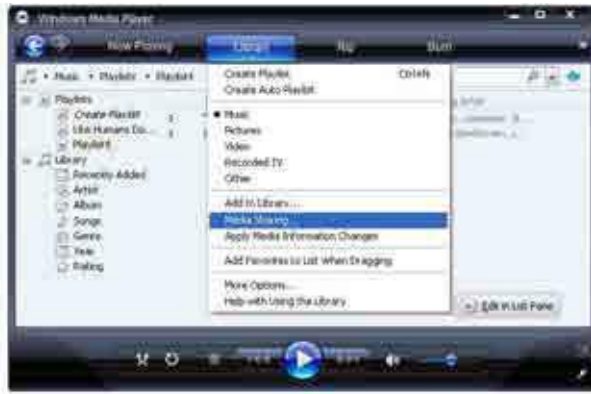 Windows Media Player
Now Playing
Library
Rip
Burn
Music
Playlists
Playlist
Create Playlist
Ctrl+N
Create Auto Playlist
Playlists
Create Playlist
Like Humans Do...
Playlist
Library
Recently Added
Artist
Album
Songs
Genre
Year
Rating
Music
Pictures
Video
Recorded TV
Other
Add to Library...
Media Sharing...
Apply Media Information Changes
Add Favorites to List When Dragging
More Options...
Help with Using the Library
Edit in List Pane